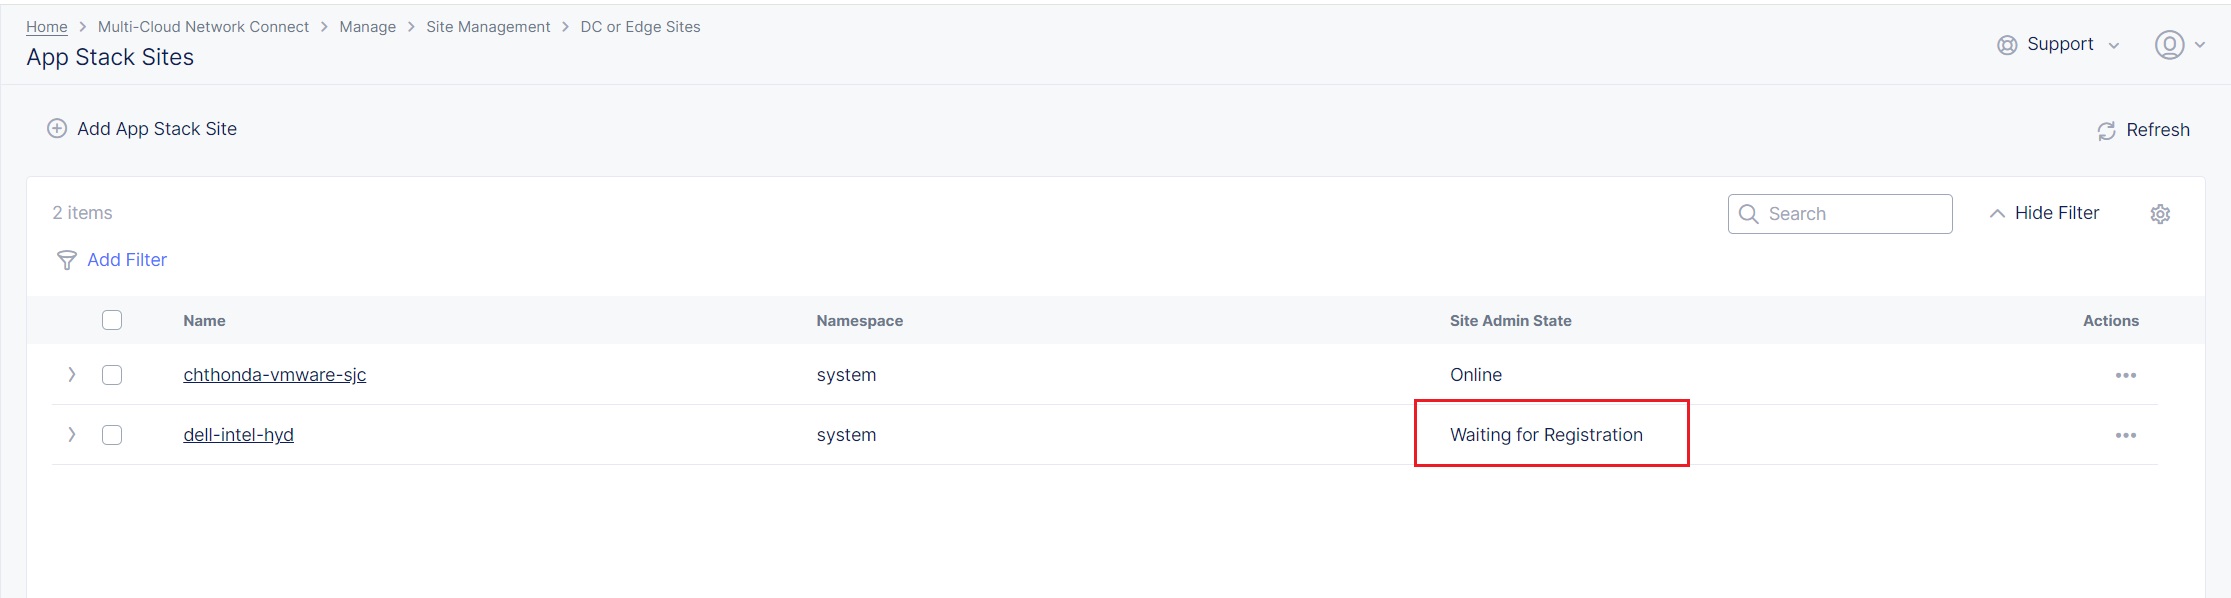 Home > Multi-Cloud Network Connect > Manage > Site Management > DC or Edge Sites
App Stack Sites
Support
Add App Stack Site
Refresh
2 items
Search
Hide Filter
Add Filter
Name Namespace Site Admin State Actions
chthonda-vmware-sjc system Online
dell-intel-hyd system Waiting for Registration